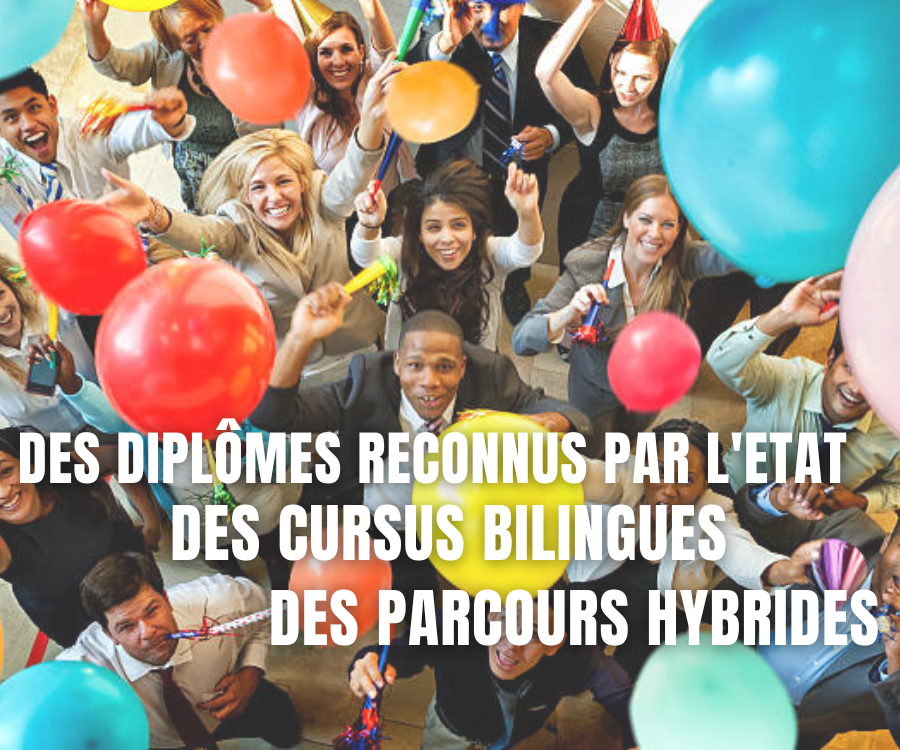 DES DIPLÔMES RECONNUS PAR L'ETAT
DES CURSUS BILINGUES
DES PARCOURS HYBRIDES